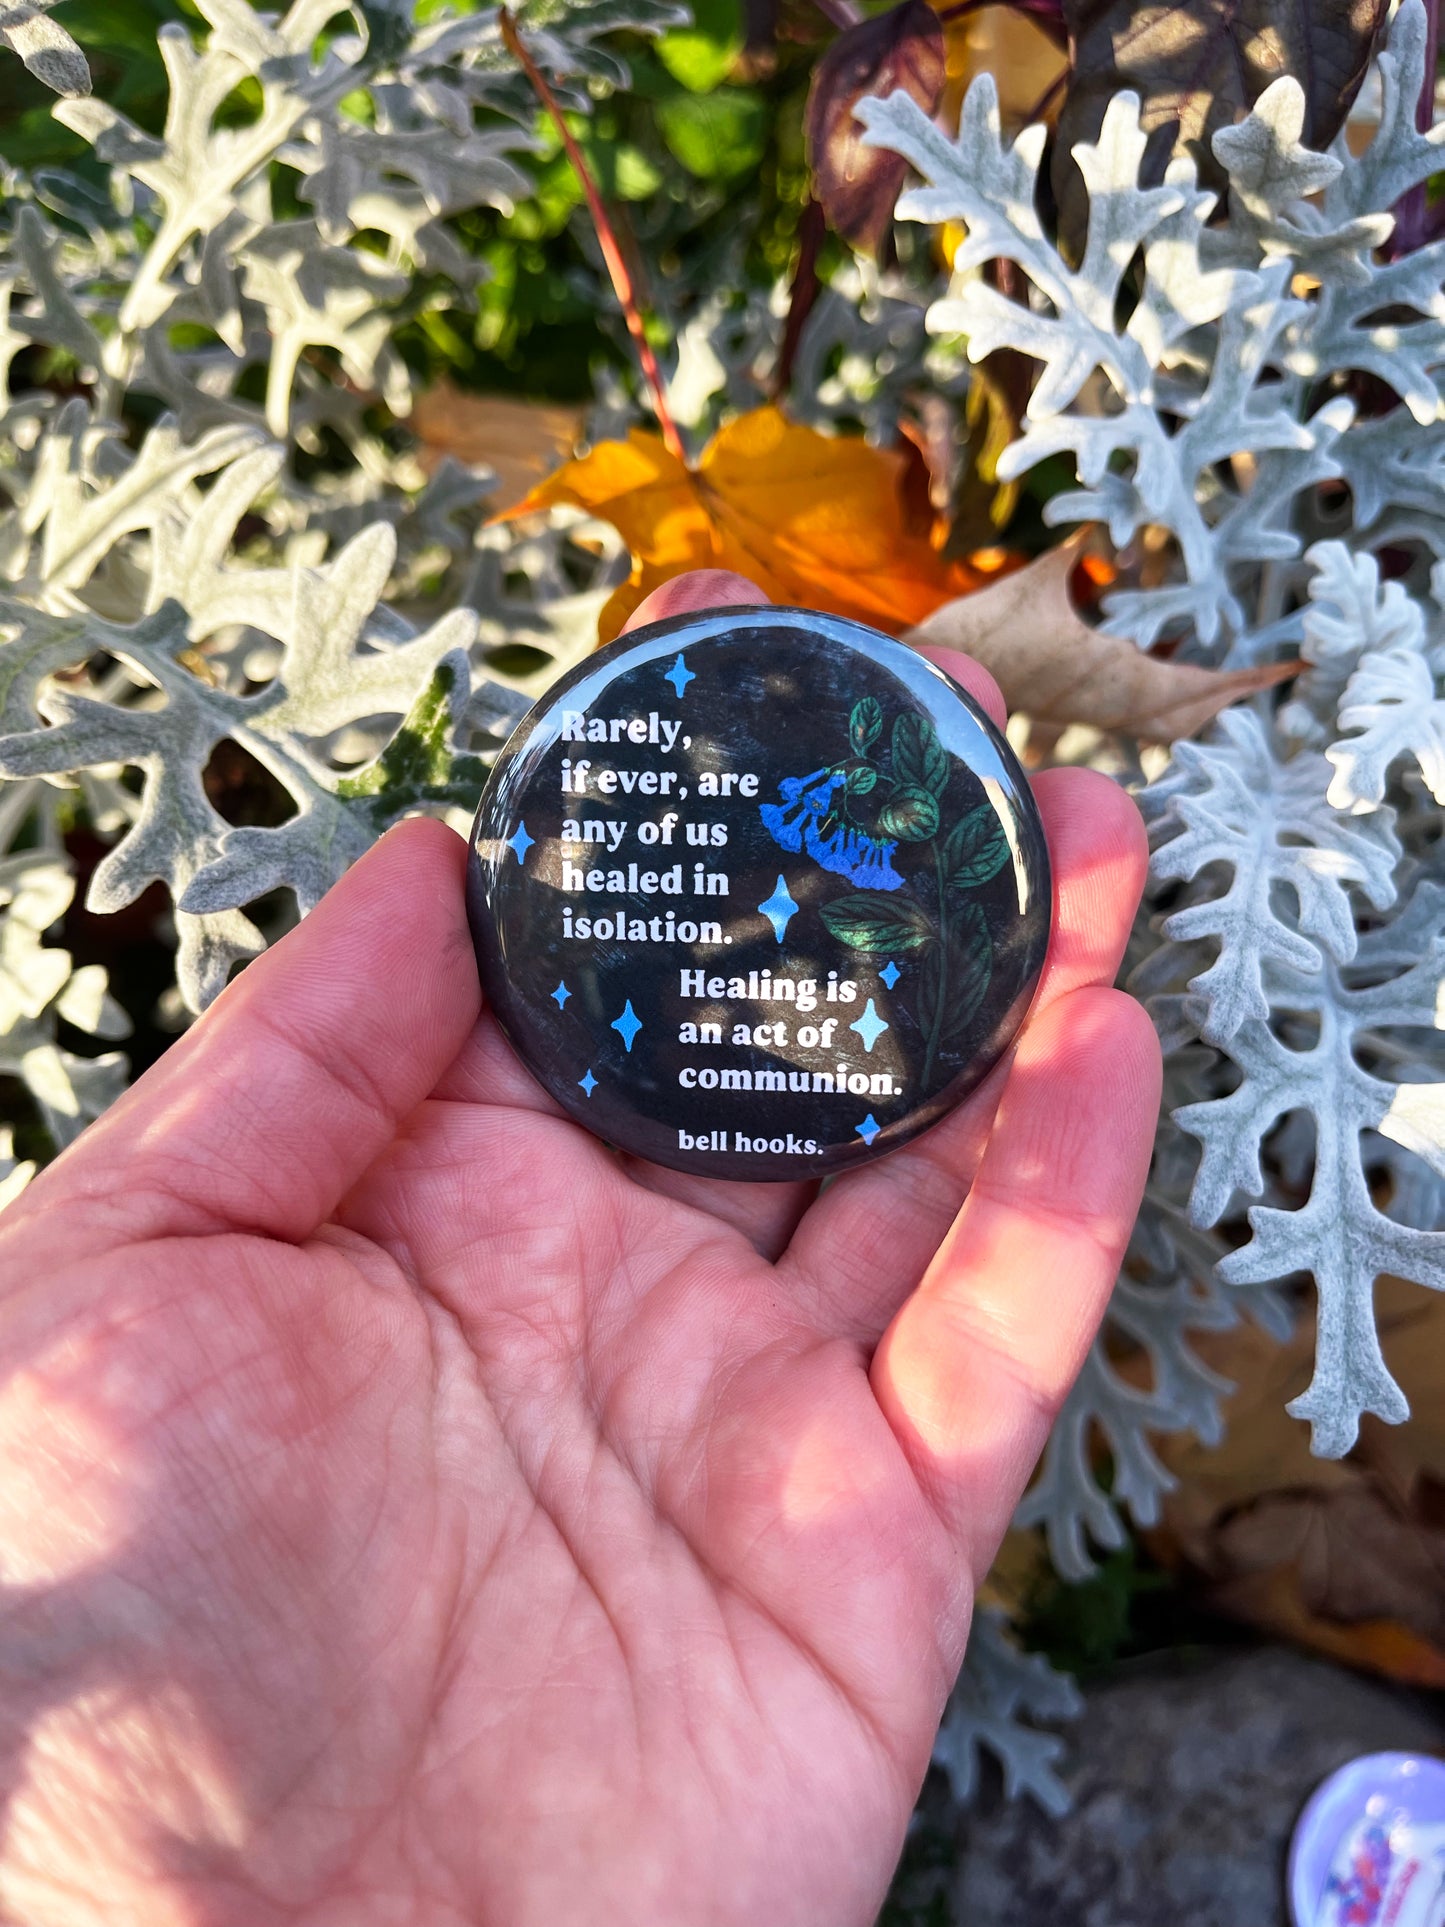 Rarely,
if ever, are
any of us
healed in
isolation.
Healing is
an act of
communion.
bell hooks.